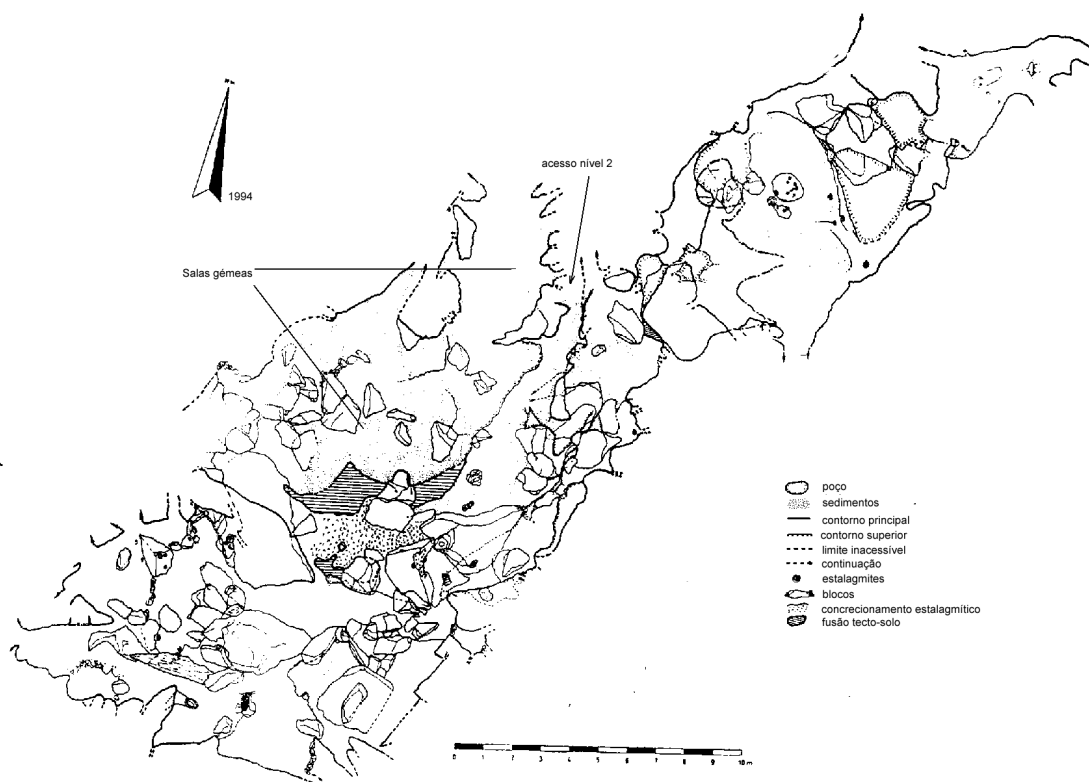 acesso nível 2
1994
Salas gémeas
poço
sedimentos
contorno principal
contorno superior
limite inacessível
continuação
estalagmites
blocos
concrecionamento estalagmítico
fusão tecto-solo
0 1 2 3 4 5 6 7 8 9 10 m